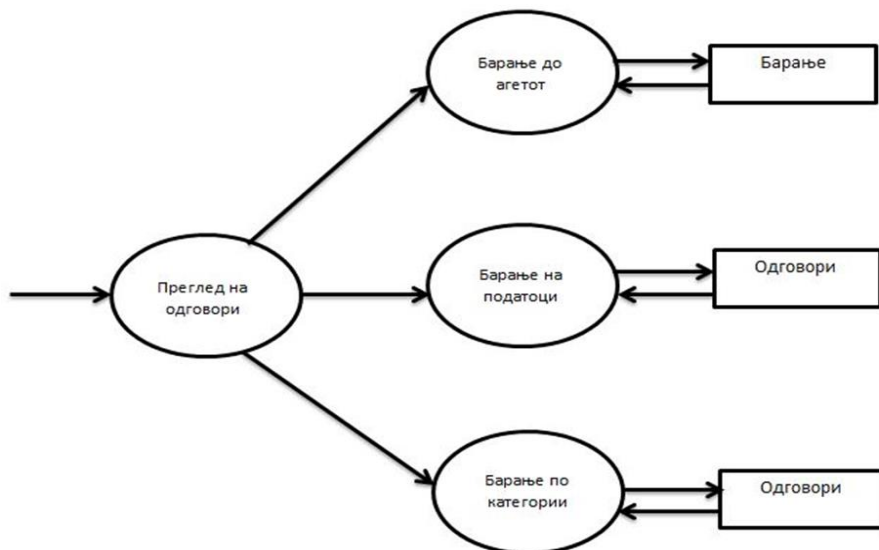 Барање до
агетот
Барање
Преглед на
одговори
Барање на
податоци
Одговори
Барање по
категории
Одговори